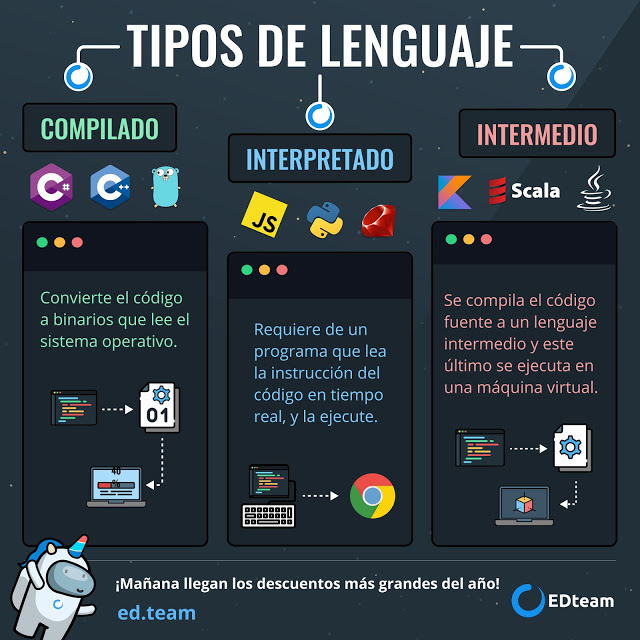 TIPOS DE LENGUAJE
COMPILADO
C#
C++
Convierte el código
a binarios que lee el
sistema operativo.
01
40
%
INTERPRETADO
JS
Requiere de un
programa que lea
la instrucción del
código en tiempo
real, y la ejecute.
INTERMEDIO
Scala
Se compila el código
fuente a un lenguaje
intermedio y este
último se ejecuta en
una máquina virtual.
¡Mañana llegan los descuentos más grandes del año!
ed.team
EDteam